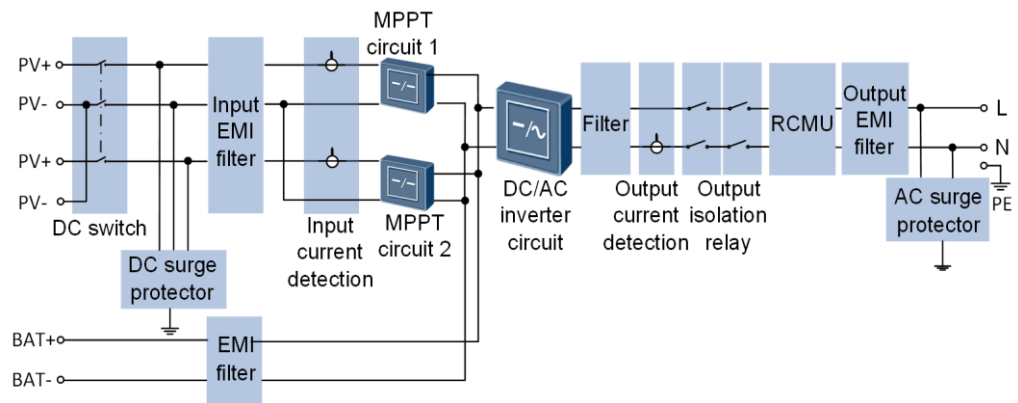 PV+
PV-
PV+
PV-
DC switch
DC surge
protector
Input
EMI
filter
Input
current
detection
MPPT
circuit 1
MPPT
circuit 2
BAT+
BAT-
EMI
filter
DC/AC
inverter
circuit
Filter
Output
current
detection
Output
isolation
relay
RCMU
Output
EMI
filter
AC surge
protector
L
N
PE